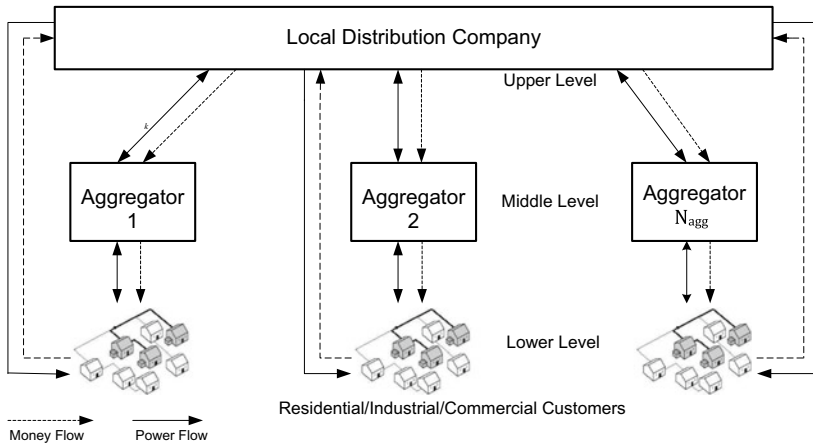 Local Distribution Company
Upper Level
k
Aggregator
1
Aggregator
2
Middle Level
Aggregator
N_agg
Lower Level
Residential/Industrial/Commercial Customers
Money Flow
Power Flow